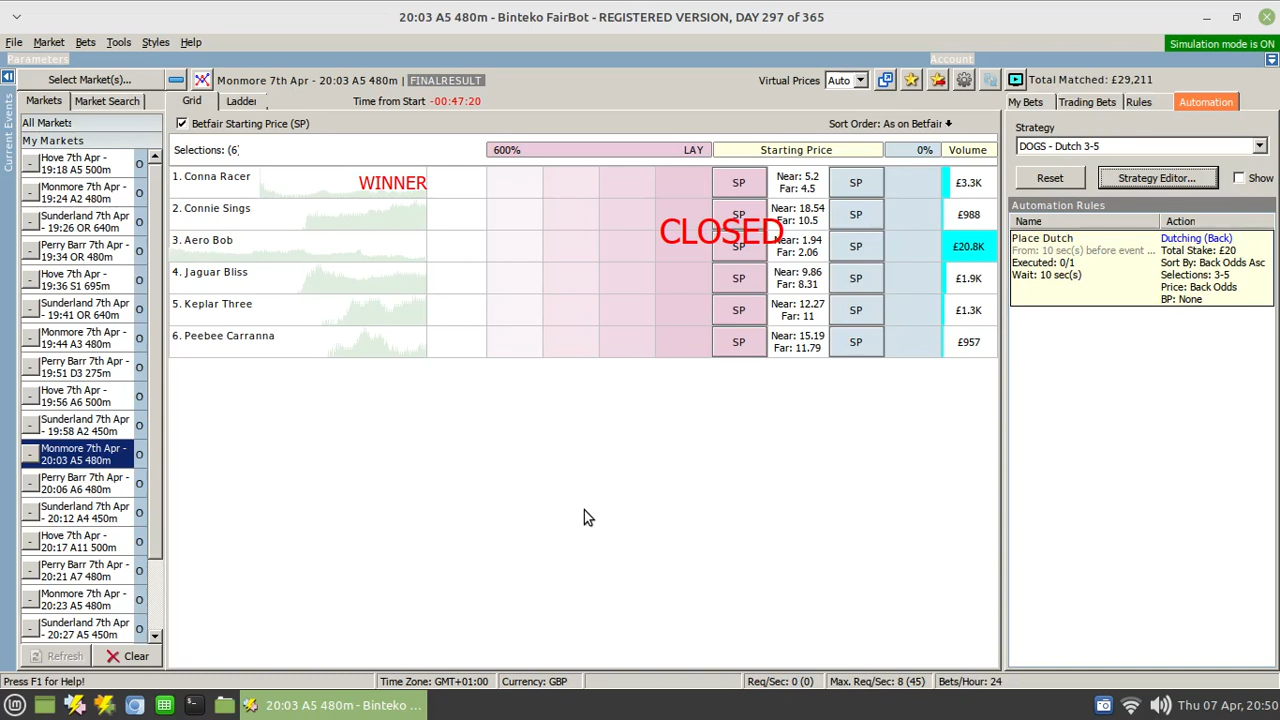 20:03 A5 480m - Binteko FairBot - REGISTERED VERSION, DAY 297 of 365
File Market Bets Tools Styles Help
Simulation mode is ON
Parameters
Account
Select Market(s)...
Monmore 7th Apr - 20:03 A5 480m | FINALRESULT
Virtual Prices Auto
Total Matched: £29,211
Current Events
Markets Market Search
Grid Ladder
Time from Start -00:47:20
My Bets Trading Bets Rules Automation
All Markets
My Markets
Hove 7th Apr -
19:18 A5 500m
Monmore 7th Apr -
19:24 A2 480m
Sunderland 7th Apr
- 19:26 OR 640m
Perry Barr 7th Apr -
19:34 OR 480m
Hove 7th Apr -
19:36 S1 695m
Sunderland 7th Apr
- 19:41 OR 640m
Monmore 7th Apr -
19:44 A3 480m
Perry Barr 7th Apr -
19:51 D3 275m
Hove 7th Apr -
19:56 A6 500m
Sunderland 7th Apr
- 19:58 A2 450m
Monmore 7th Apr -
20:03 A5 480m
Perry Barr 7th Apr -
20:06 A6 480m
Sunderland 7th Apr
- 20:12 A4 450m
Hove 7th Apr -
20:17 A11 500m
Perry Barr 7th Apr -
20:21 A7 480m
Monmore 7th Apr -
20:23 A5 480m
Sunderland 7th Apr
- 20:27 A5 450m
Refresh Clear
Betfair Starting Price (SP)
Sort Order: As on Betfair
Selections: (6)
600% LAY Starting Price 0% Volume
1. Conna Racer WINNER SP Near: 5.2 SP £3.3K
Far: 4.5
2. Connie Sings SP Near: 18.54 SP £988
Far: 10.5
CLOSED
3. Aero Bob SP Near: 1.94 SP £20.8K
Far: 2.06
4. Jaguar Bliss SP Near: 9.86 SP £1.9K
Far: 8.31
5. Keplar Three SP Near: 12.27 SP £1.3K
Far: 11
6. Peebee Carranna SP Near: 15.19 SP £957
Far: 11.79
Strategy
DOGS - Dutch 3-5
Reset Strategy Editor... Show
Automation Rules
Name Action
Place Dutch
From: 10 sec(s) before event ...
Executed: 0/1
Wait: 10 sec(s)
Dutching (Back)
Total Stake: £20
Sort By: Back Odds Asc
Selections: 3-5
Price: Back Odds
BP: None
Press F1 for Help! Time Zone: GMT+01:00 Currency: GBP Req/Sec: 0 (0) Max. Req/Sec: 8 (45) Bets/Hour: 24
20:03 A5 480m - Binteko ...
Thu 07 Apr, 20:50